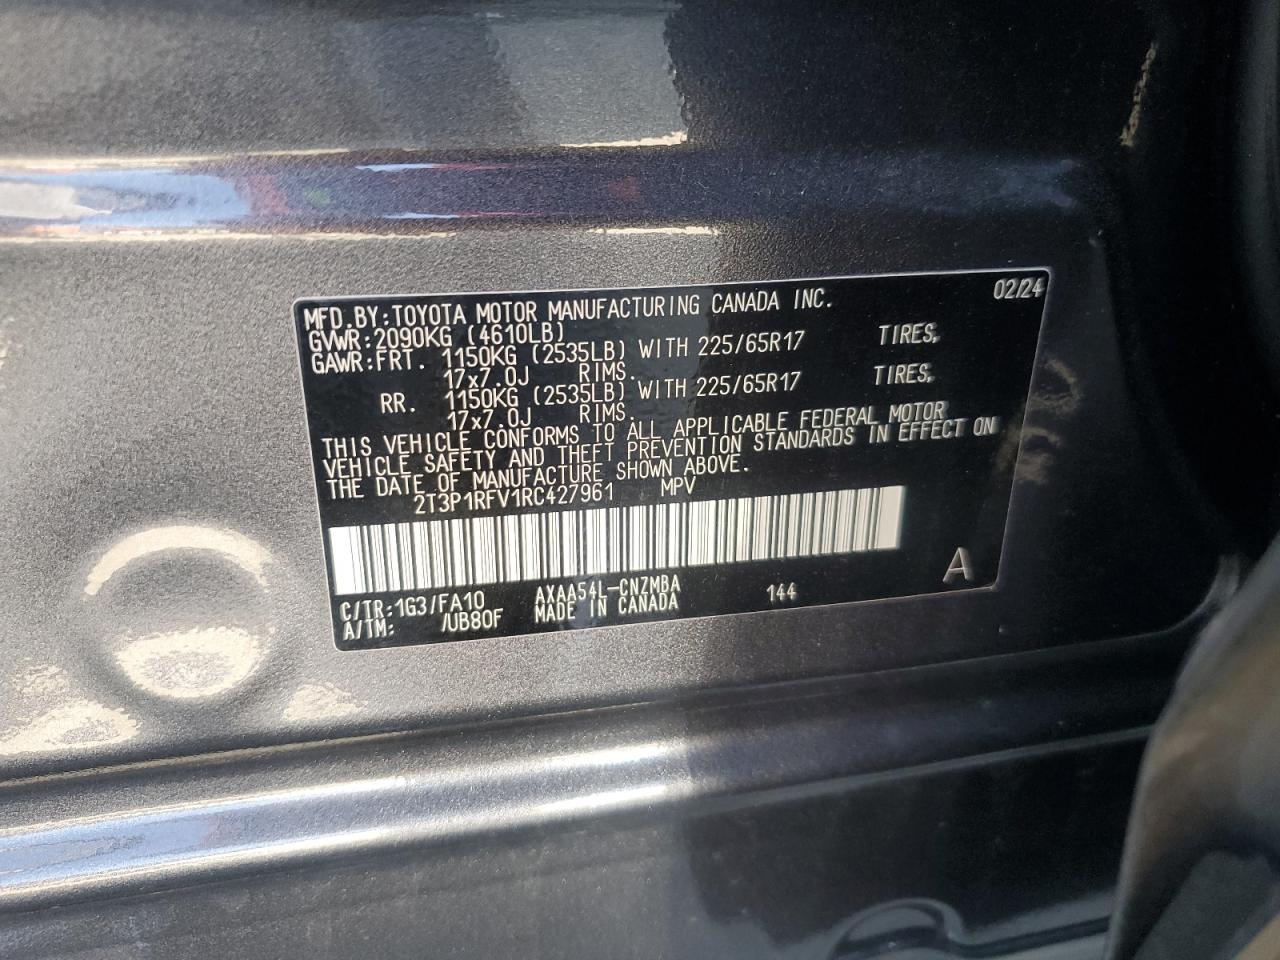 MFD.BY:TOYOTA MOTOR MANUFACTURING CANADA INC. 02/24
GVWR:2090KG (4610LB)
GAWR:FRT. 1150KG (2535LB) WITH 225/65R17 TIRES,
17x7.0J RIMS.
RR. 1150KG (2535LB) WITH 225/65R17 TIRES,
17x7.0J RIMS.
THIS VEHICLE CONFORMS TO ALL APPLICABLE FEDERAL MOTOR
VEHICLE SAFETY AND THEFT PREVENTION STANDARDS IN EFFECT ON
THE DATE OF MANUFACTURE SHOWN ABOVE.
2T3P1RFV1RC427961 MPV
C/TR:1G3/FA10 AXAA54L-CNZMBA 144 A
A/TM: /UB80F MADE IN CANADA